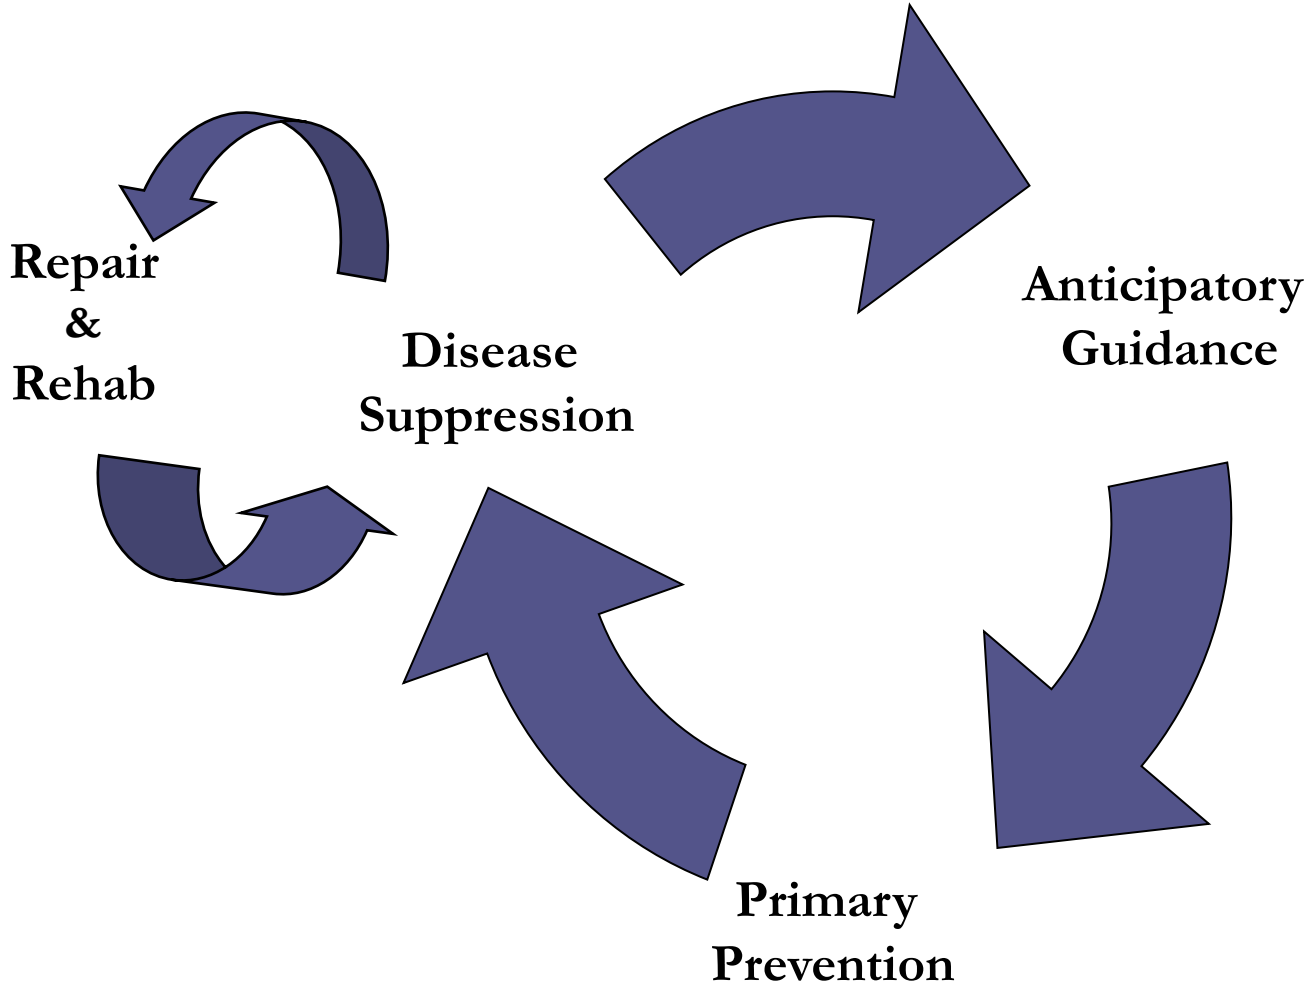 Repair
&
Rehab
Disease
Suppression
Anticipatory
Guidance
Primary
Prevention